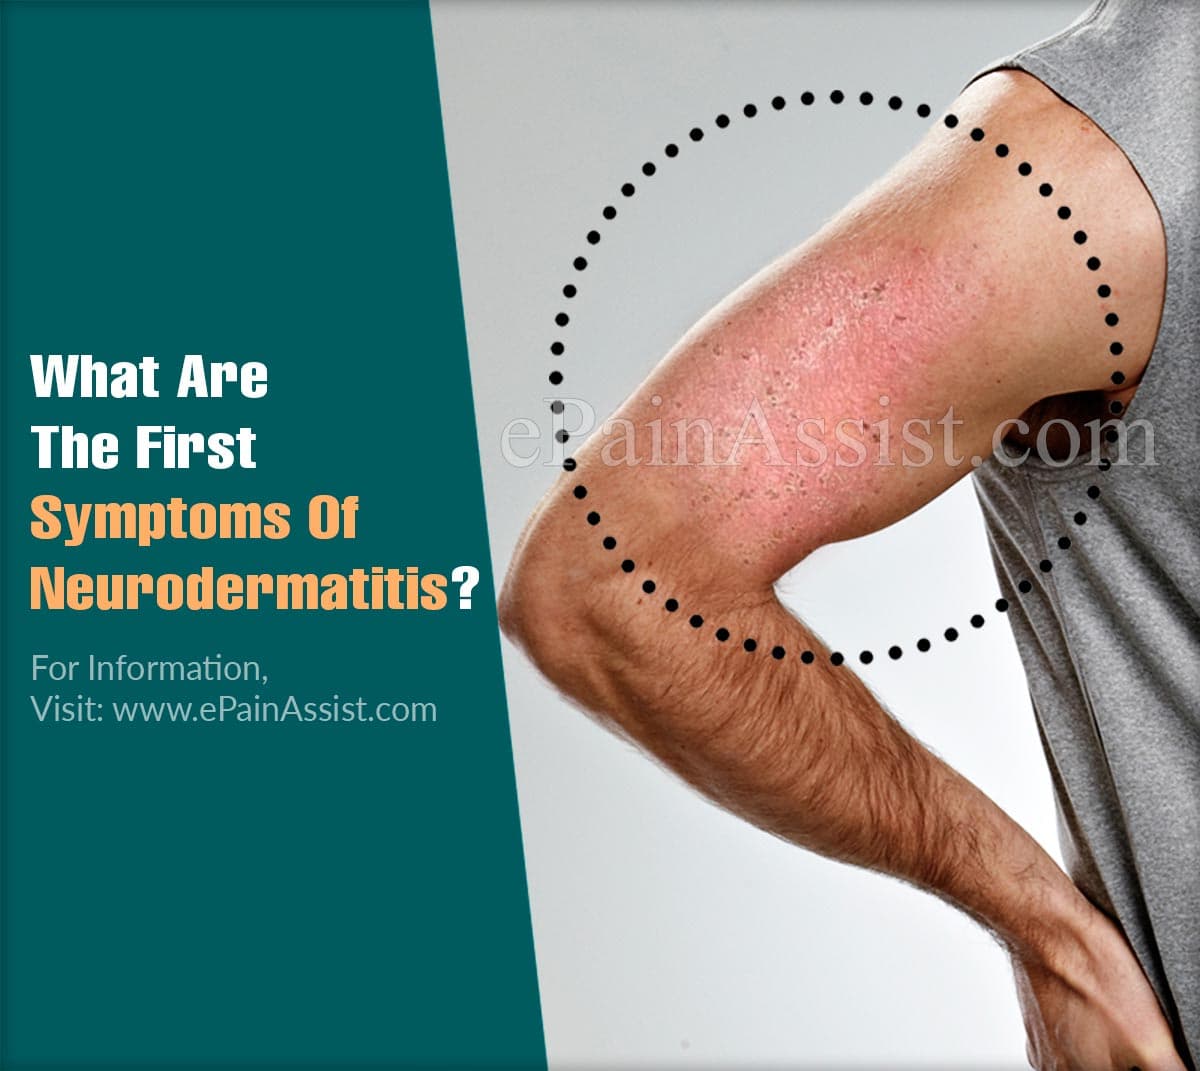 What Are
The First
Symptoms Of
Neurodermatitis?
For Information,
Visit: www.ePainAssist.com
ePainAssist.com